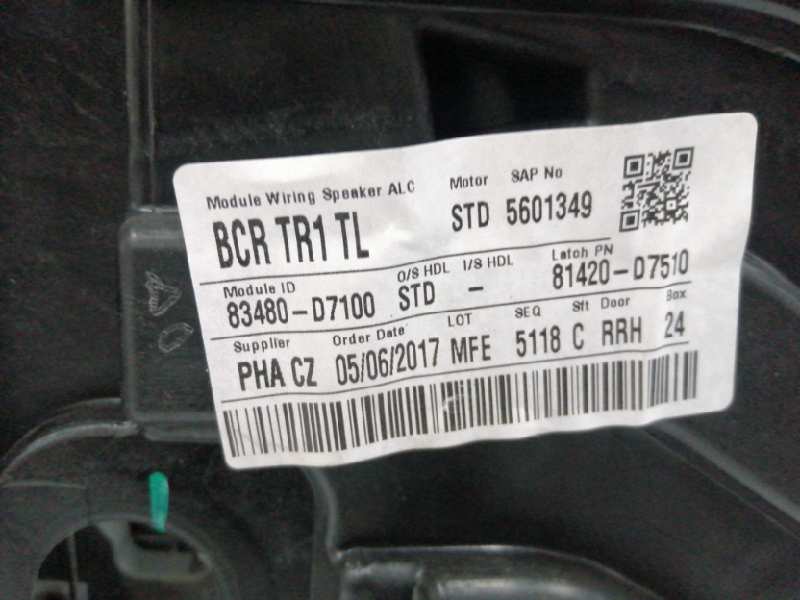 Module Wiring Speaker ALC Motor SAP No
BCR TR1 TL STD 5601349
Module ID O/S HDL I/S HDL Latch PN
83480-D7100 STD - 81420-D7510
Supplier Order Date LOT SEQ Sft Door Box
PHA CZ 05/06/2017 MFE 5118 C RRH 24